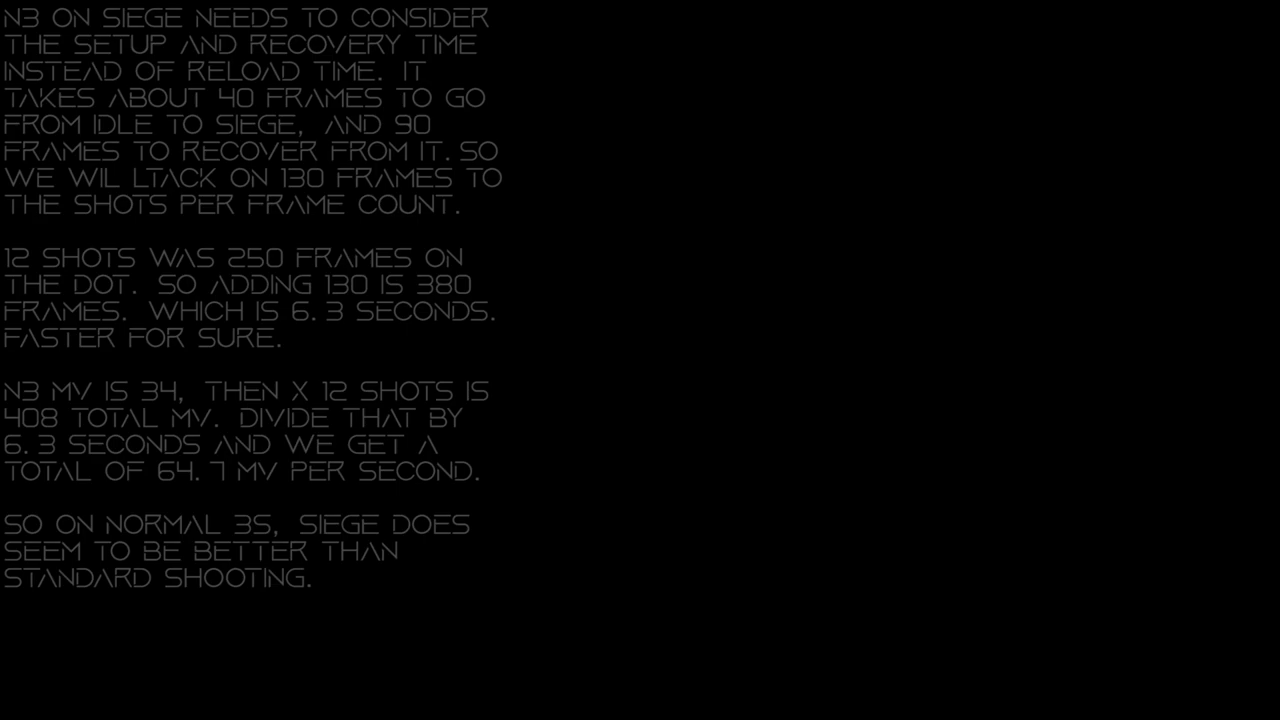 N3 ON SIEGE NEEDS TO CONSIDER
THE SETUP AND RECOVERY TIME
INSTEAD OF RELOAD TIME. IT
TAKES ABOUT 40 FRAMES TO GO
FROM IDLE TO SIEGE, AND 90
FRAMES TO RECOVER FROM IT. SO
WE WIL LTACK ON 130 FRAMES TO
THE SHOTS PER FRAME COUNT.
12 SHOTS WAS 250 FRAMES ON
THE DOT. SO ADDING 130 IS 380
FRAMES. WHICH IS 6.3 SECONDS.
FASTER FOR SURE.
N3 MV IS 34, THEN X 12 SHOTS IS
408 TOTAL MV. DIVIDE THAT BY
6.3 SECONDS AND WE GET A
TOTAL OF 64.7 MV PER SECOND.
SO ON NORMAL 3S, SIEGE DOES
SEEM TO BE BETTER THAN
STANDARD SHOOTING.